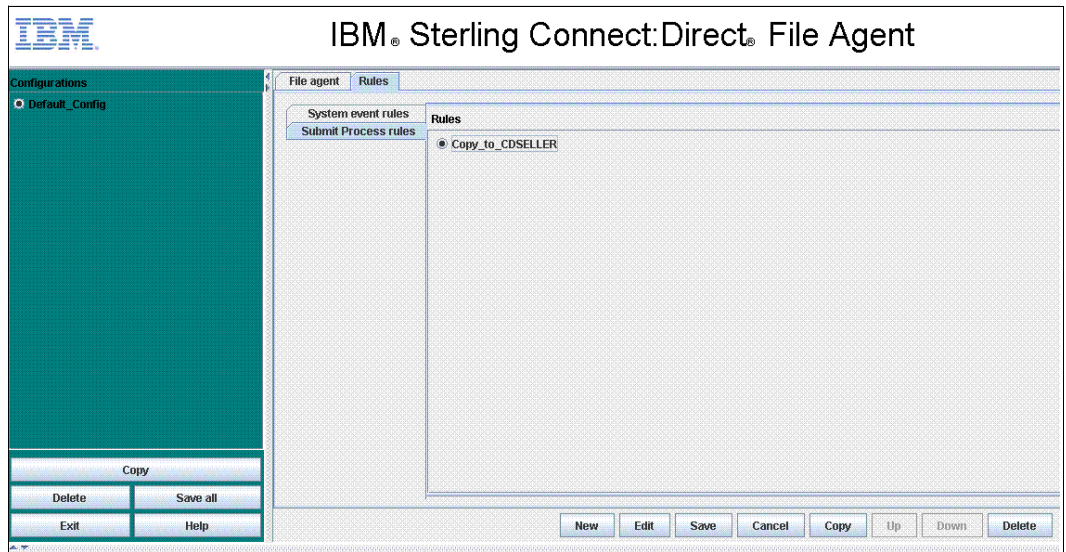 IBM®
IBM® Sterling Connect:Direct® File Agent
Configurations
Default_Config
Copy
Delete Save all
Exit Help
File agent Rules
System event rules
Submit Process rules
Rules
Copy_to_CDSELLER
New Edit Save Cancel Copy Up Down Delete